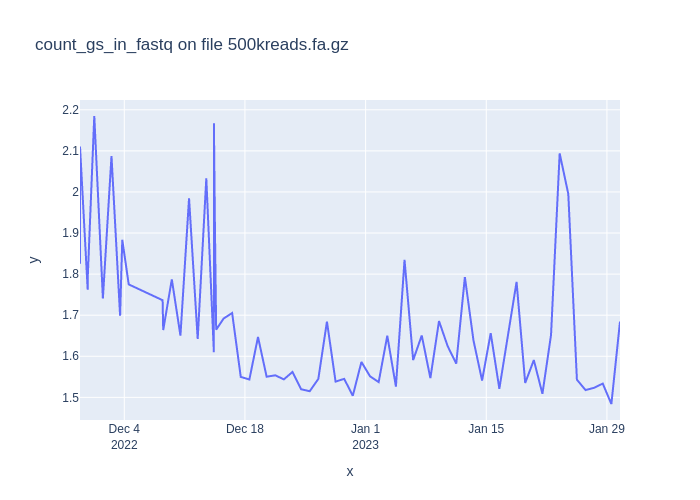 count_gs_in_fastq on file 500kreads.fa.gz
2.2
2.1
2
1.9
1.8
1.7
1.6
1.5
y
Dec 4
2022
Dec 18
Jan 1
2023
Jan 15
Jan 29
x